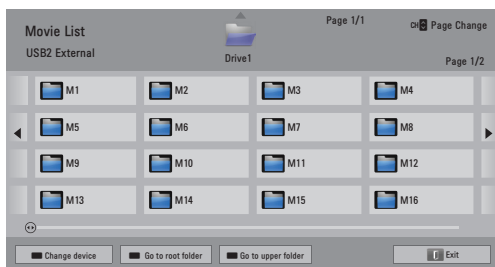 Movie List
USB2 External
Drive1
Page 1/1
CH Page Change
Page 1/2
M1
M2
M3
M4
M5
M6
M7
M8
M9
M10
M11
M12
M13
M14
M15
M16
Change device
Go to root folder
Go to upper folder
Exit